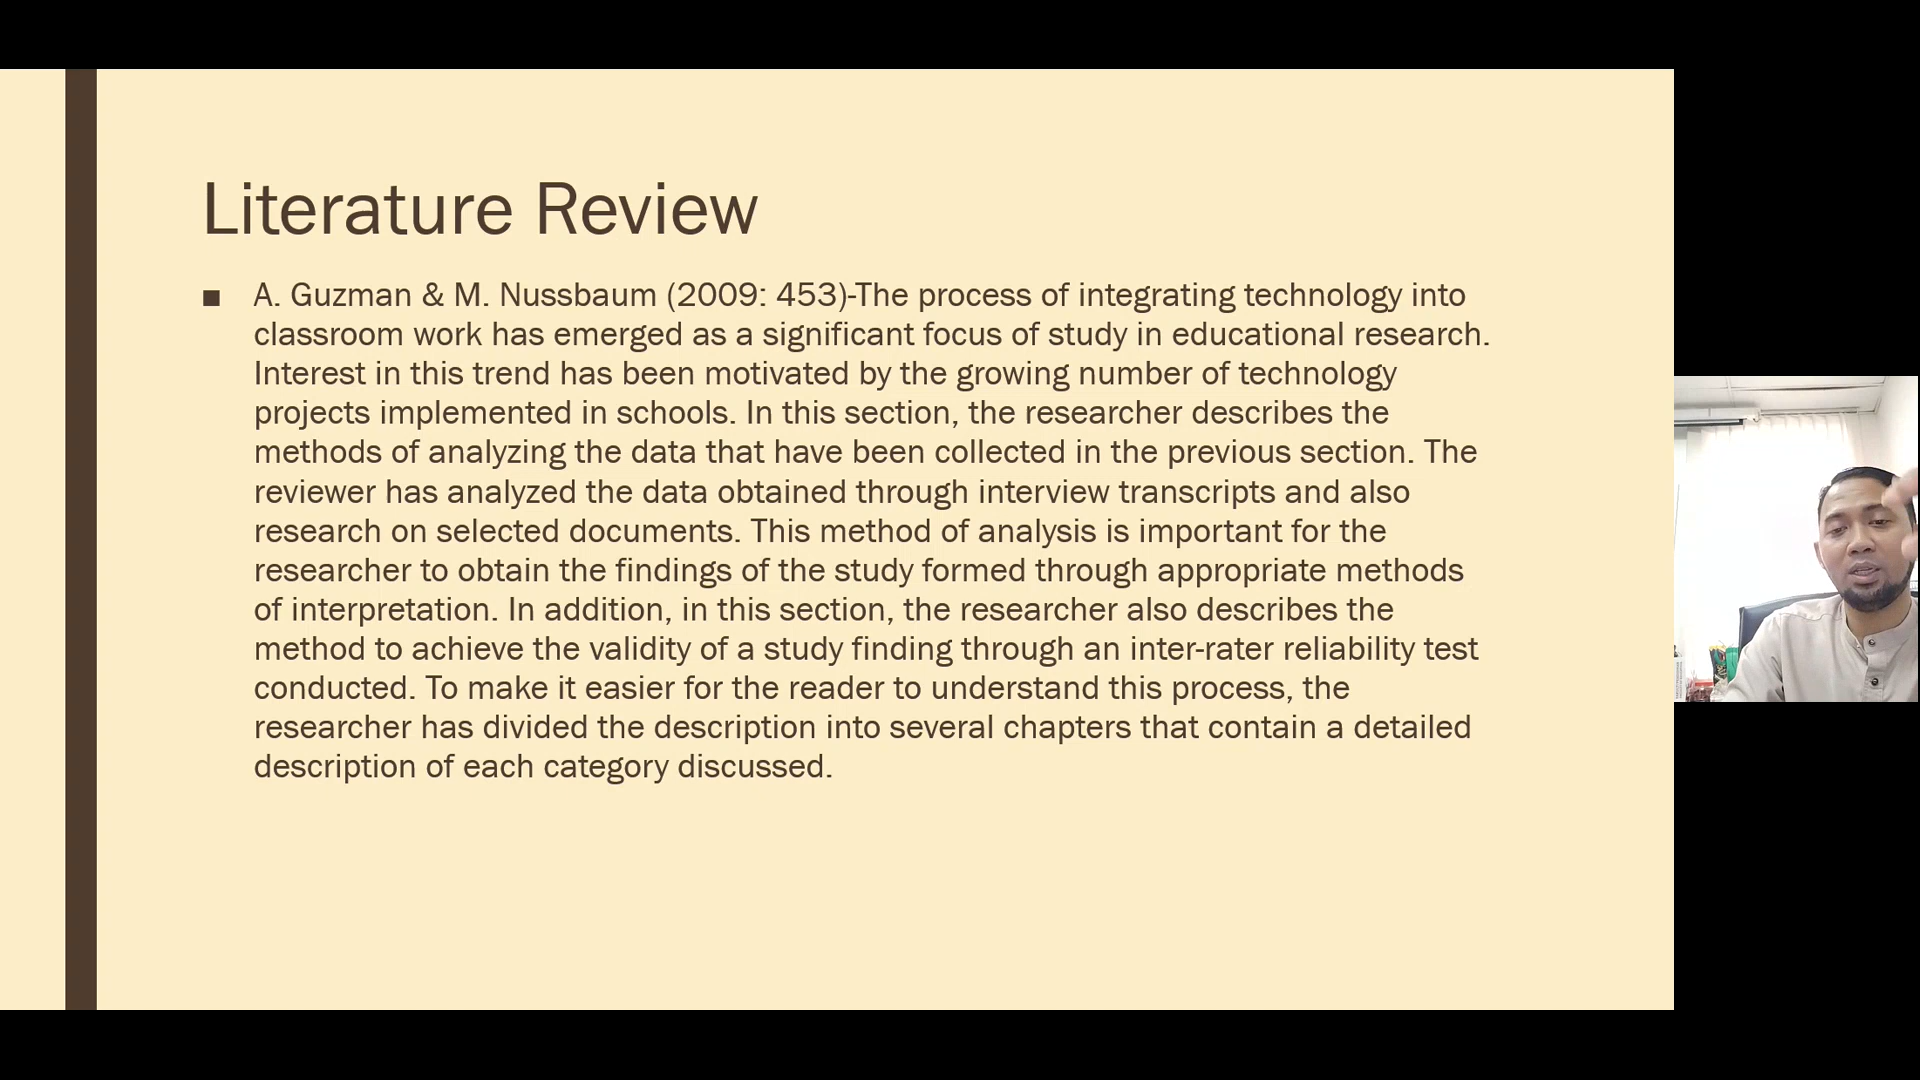 Literature Review
■ A. Guzman & M. Nussbaum (2009: 453)-The process of integrating technology into
classroom work has emerged as a significant focus of study in educational research.
Interest in this trend has been motivated by the growing number of technology
projects implemented in schools. In this section, the researcher describes the
methods of analyzing the data that have been collected in the previous section. The
reviewer has analyzed the data obtained through interview transcripts and also
research on selected documents. This method of analysis is important for the
researcher to obtain the findings of the study formed through appropriate methods
of interpretation. In addition, in this section, the researcher also describes the
method to achieve the validity of a study finding through an inter-rater reliability test
conducted. To make it easier for the reader to understand this process, the
researcher has divided the description into several chapters that contain a detailed
description of each category discussed.